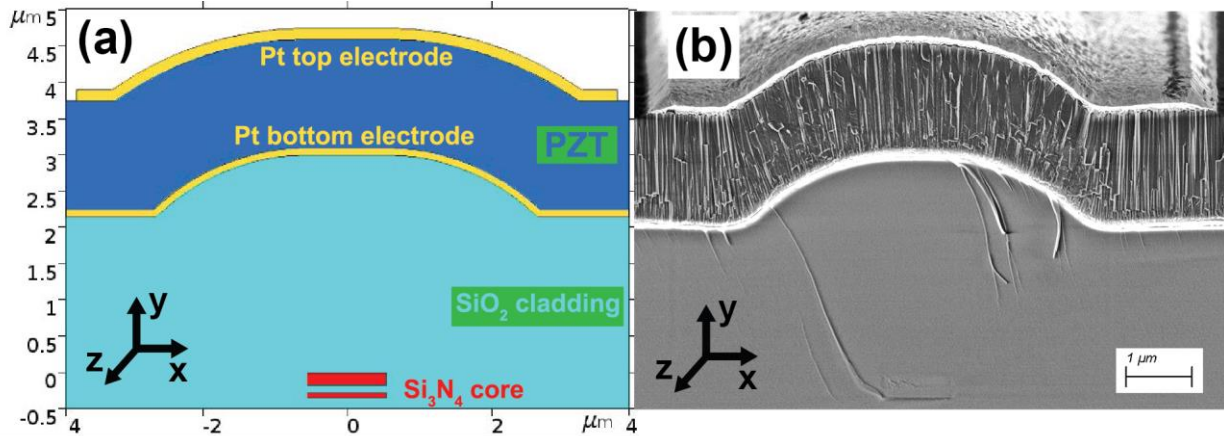 μm 5
(a)
4.5
4
3.5
3
2.5
2
1.5
1
0.5
0
-0.5
Pt top electrode
Pt bottom electrode
PZT
SiO2 cladding
Si3N4 core
y
z x
4 -2 0 2 μm 4
(b)
y
z x
1 μm